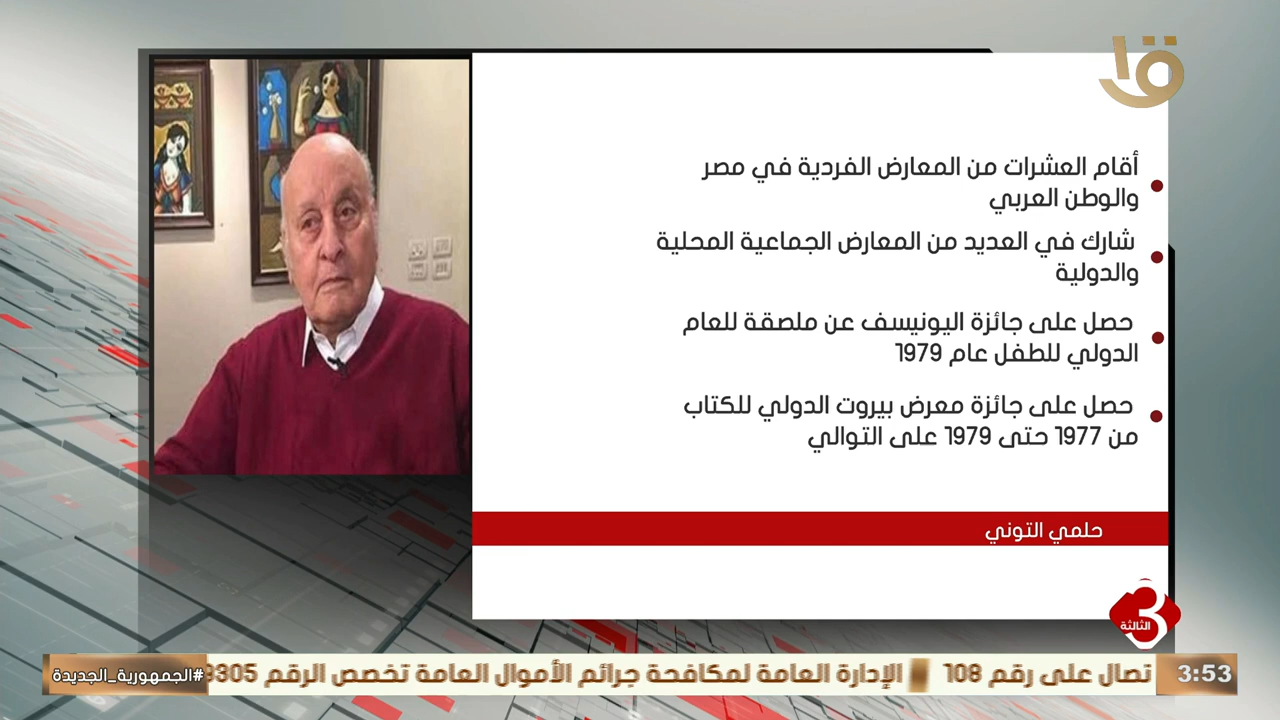 أقام العشرات من المعارض الفردية في مصر
والوطن العربي
شارك في العديد من المعارض الجماعية المحلية
والدولية
حصل على جائزة اليونيسف عن ملصقة للعام
الدولي للطفل عام 1979
حصل على جائزة معرض بيروت الدولي للكتاب
من 1977 حتى 1979 على التوالي
حلمي التوني
3
الثالثة
3:53
تصال على رقم 108 الإدارة العامة لمكافحة جرائم الأموال العامة تخصص الرقم 3305
#الجمهورية_الجديدة